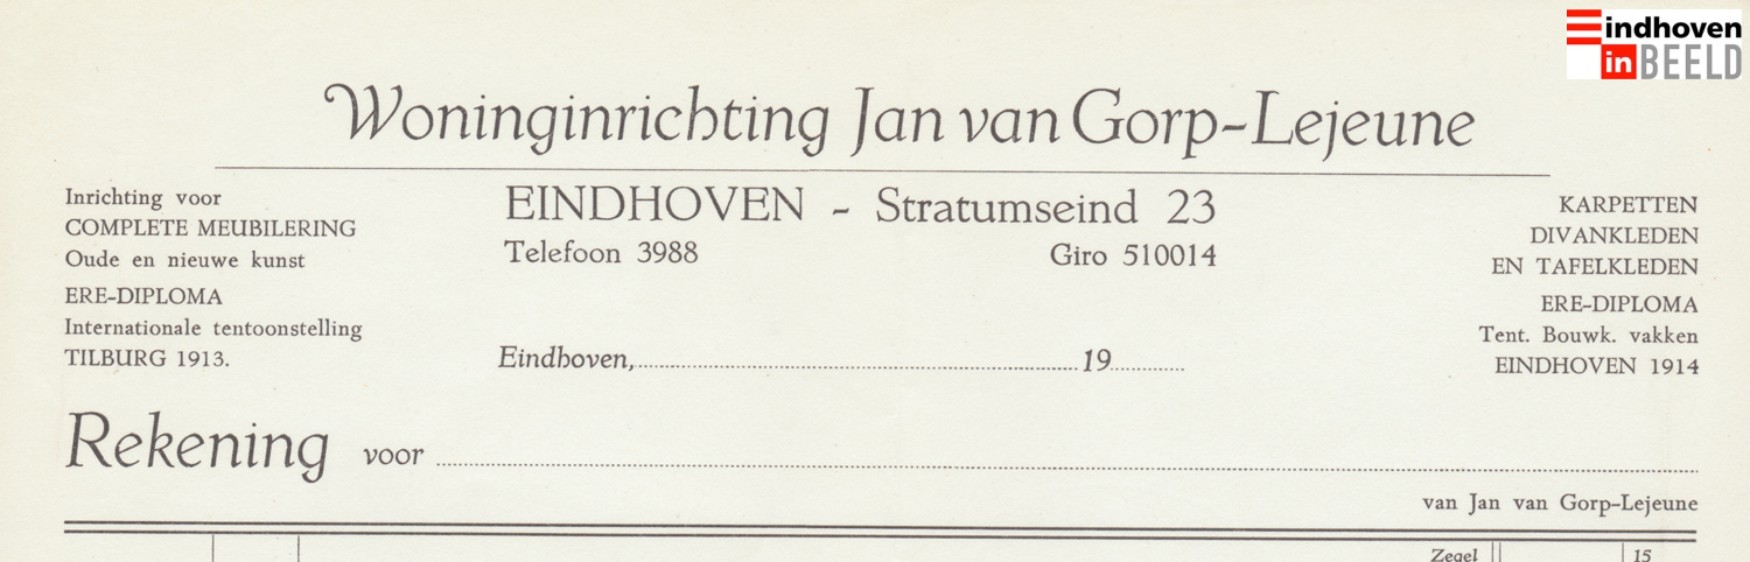 Eindhoven
in BEELD
Woninginrichting Jan van Gorp-Lejeune
EINDHOVEN - Stratumseind 23
Telefoon 3988 Giro 510014
Inrichting voor
COMPLETE MEUBILERING
Oude en nieuwe kunst
ERE-DIPLOMA
Internationale tentoonstelling
TILBURG 1913.
KARPETTEN
DIVANKLEDEN
EN TAFELKLEDEN
ERE-DIPLOMA
Tent. Bouwk. vakken
EINDHOVEN 1914
Eindhoven, 19
Rekening voor
van Jan van Gorp-Lejeune
Zegel 15